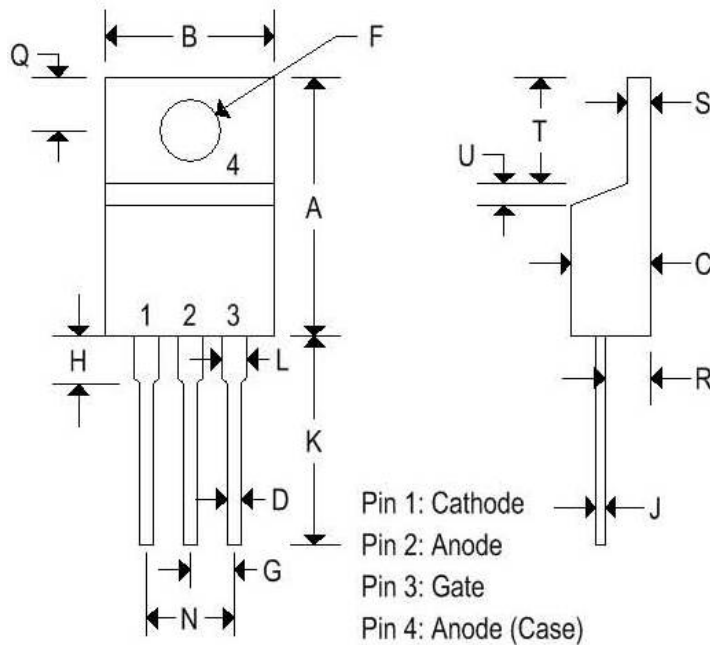 B
F
Q
4
A
1 2 3
H
L
K
D
G
N
S
T
U
C
R
J
Pin 1: Cathode
Pin 2: Anode
Pin 3: Gate
Pin 4: Anode (Case)